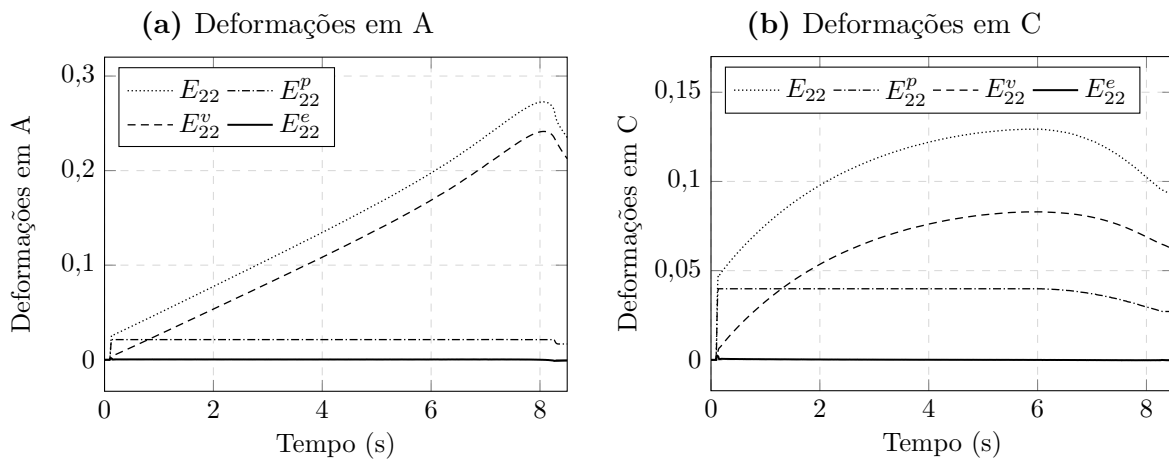 (a) Deformações em A
0,3
0,2
0,1
0
Deformações em A
E₂₂ Eᵖ₂₂
Eᵛ₂₂ Eᵉ₂₂
0 2 4 6 8
Tempo (s)
(b) Deformações em C
0,15
0,1
0,05
0
Deformações em C
E₂₂ Eᵖ₂₂ Eᵛ₂₂ Eᵉ₂₂
0 2 4 6 8
Tempo (s)